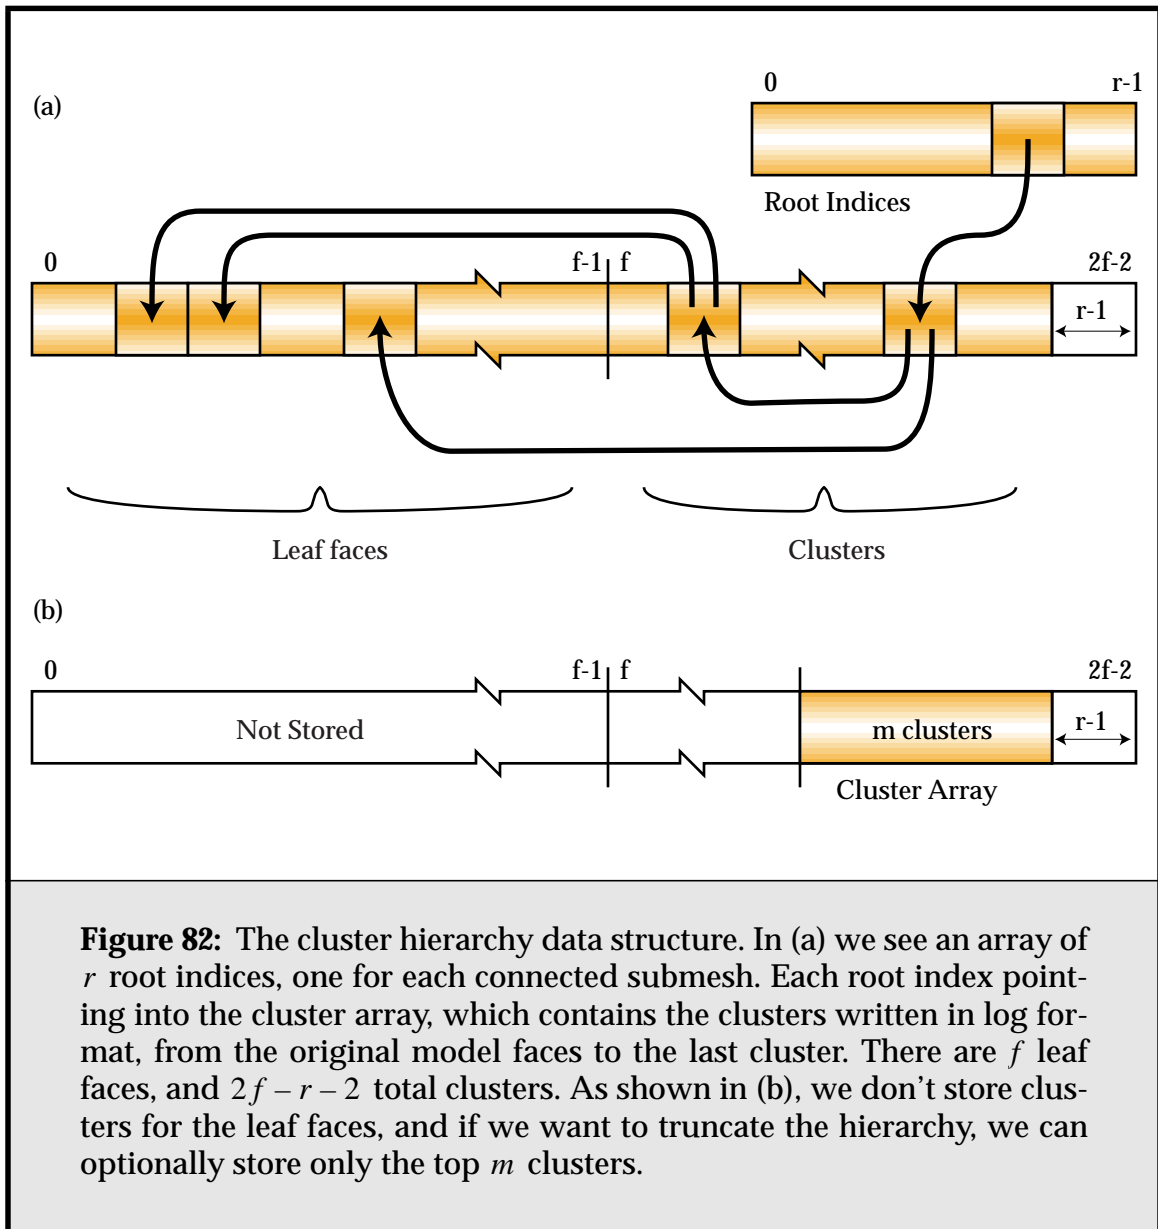 (a)
0 r-1
Root Indices
0 f-1 f 2f-2
r-1
Leaf faces Clusters
(b)
0 f-1 f 2f-2
Not Stored m clusters r-1
Cluster Array
Figure 82: The cluster hierarchy data structure. In (a) we see an array of
r root indices, one for each connected submesh. Each root index point-
ing into the cluster array, which contains the clusters written in log for-
mat, from the original model faces to the last cluster. There are f leaf
faces, and 2f – r – 2 total clusters. As shown in (b), we don't store clus-
ters for the leaf faces, and if we want to truncate the hierarchy, we can
optionally store only the top m clusters.